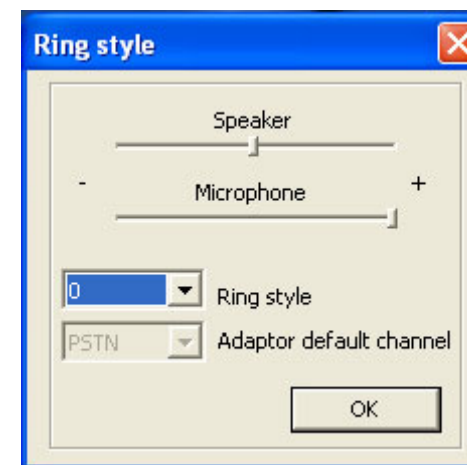 Ring style
Speaker
- Microphone +
0 Ring style
PSTN Adaptor default channel
OK